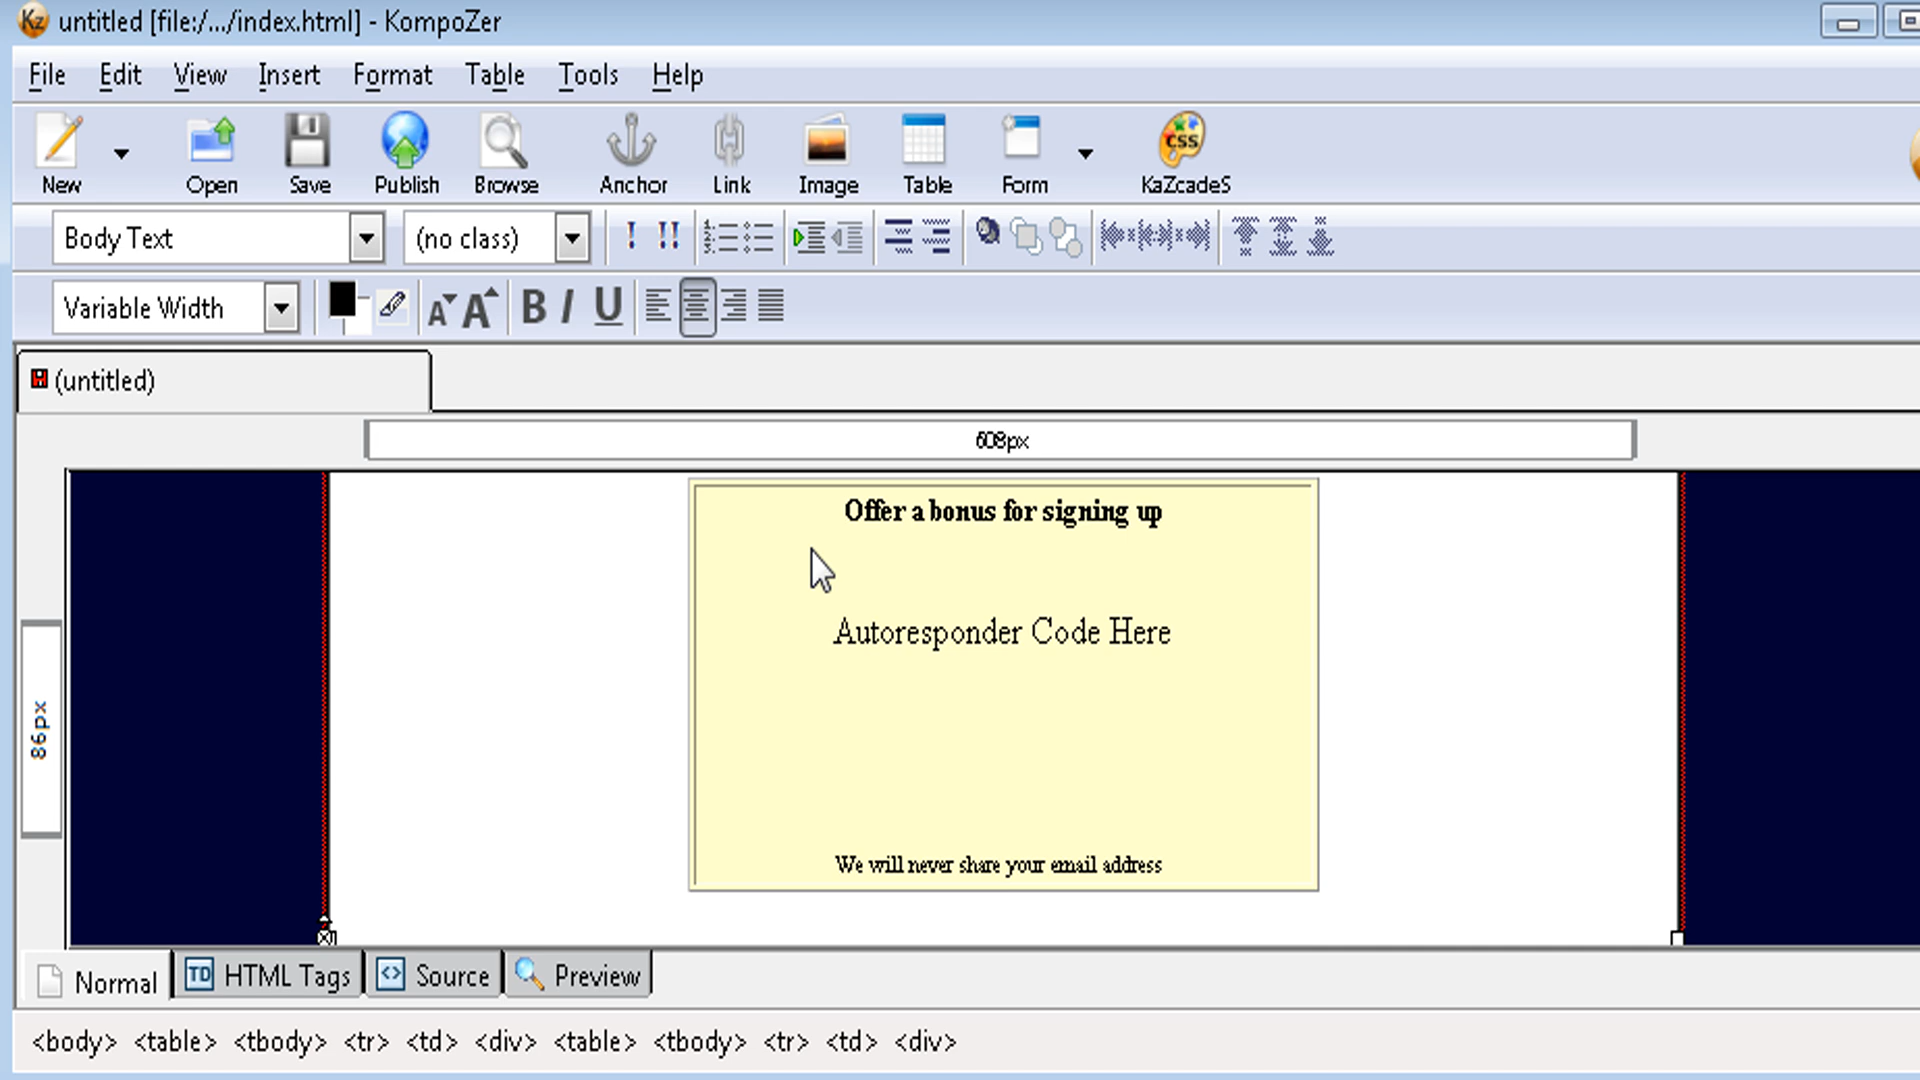 Kz untitled [file:/.../index.html] - KompoZer
File Edit View Insert Format Table Tools Help
CSS
New Open Save Publish Browse Anchor Link Image Table Form KaZcadeS
Body Text (no class) ! !!
Variable Width A A B I U
(untitled)
608px
Offer a bonus for signing up
Autoresponder Code Here
86px
We will never share your email address
Normal TD HTML Tags <> Source Preview
<body> <table> <tbody> <tr> <td> <div> <table> <tbody> <tr> <td> <div>